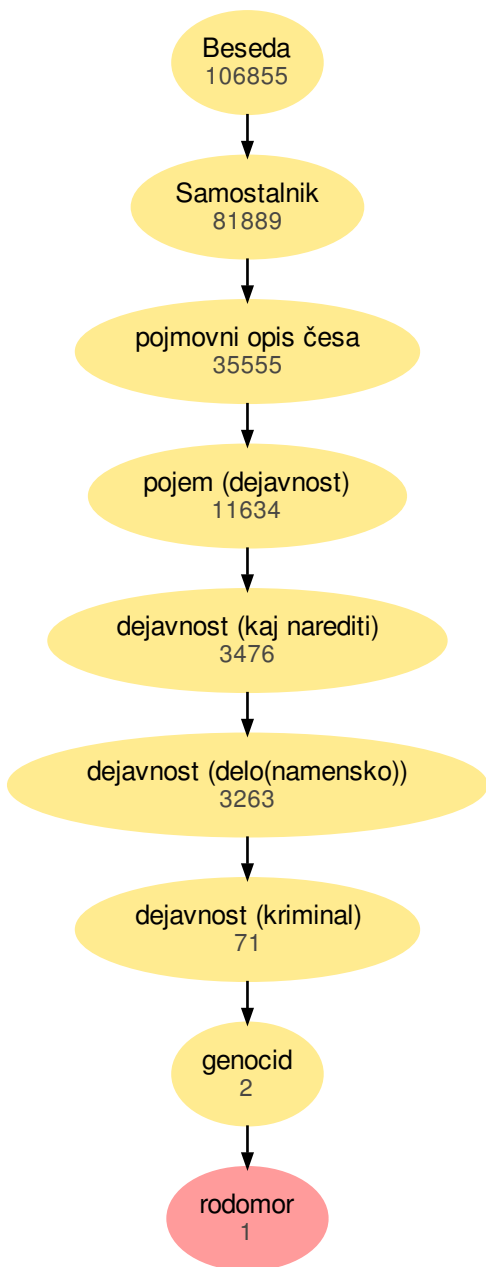 Beseda
106855
Samostalnik
81889
pojmovni opis česa
35555
pojem (dejavnost)
11634
dejavnost (kaj narediti)
3476
dejavnost (delo(namensko))
3263
dejavnost (kriminal)
71
genocid
2
rodomor
1